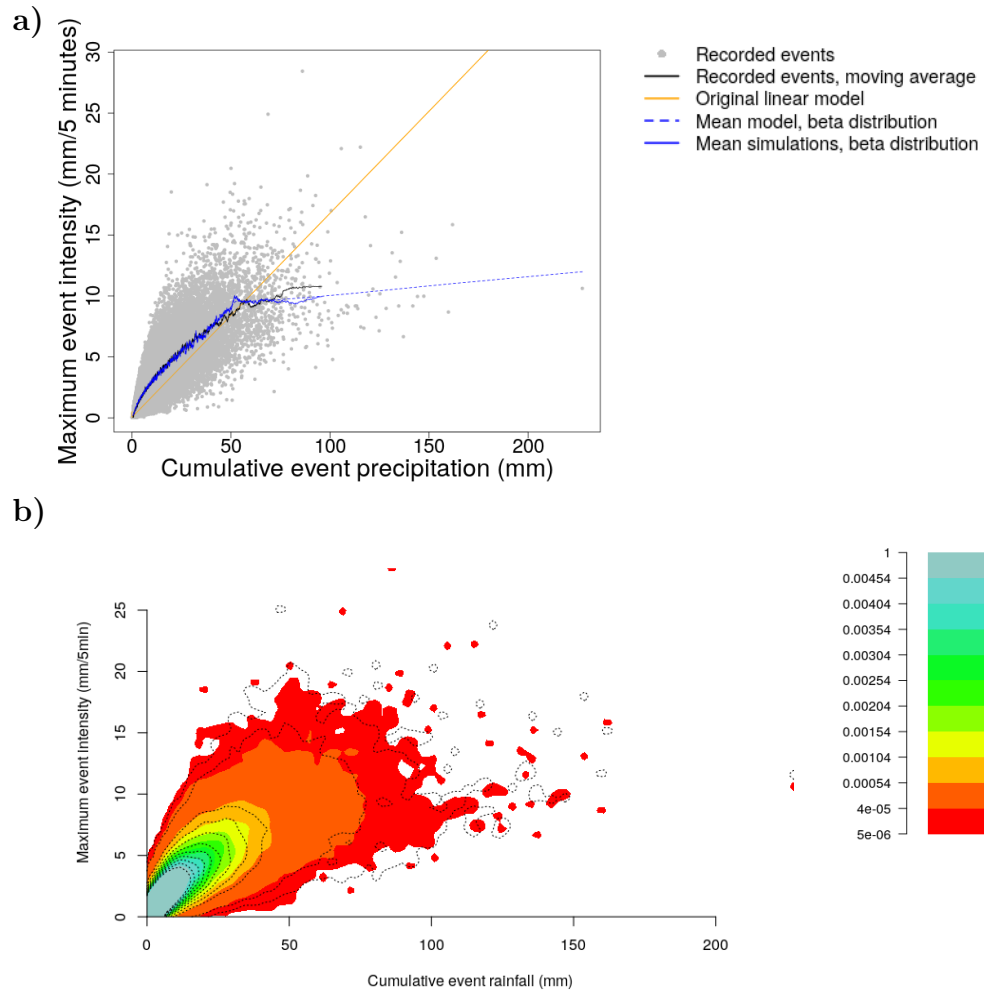 a)
Maximum event intensity (mm/5 minutes)
30
25
20
15
10
5
0
0 50 100 150 200
Cumulative event precipitation (mm)
Recorded events
Recorded events, moving average
Original linear model
Mean model, beta distribution
Mean simulations, beta distribution
b)
Maximum event Intensity (mm/5min)
25
20
15
10
5
0
0 50 100 150 200
Cumulative event rainfall (mm)
1
0.00454
0.00404
0.00354
0.00304
0.00254
0.00204
0.00154
0.00104
0.00054
4e-05
5e-06